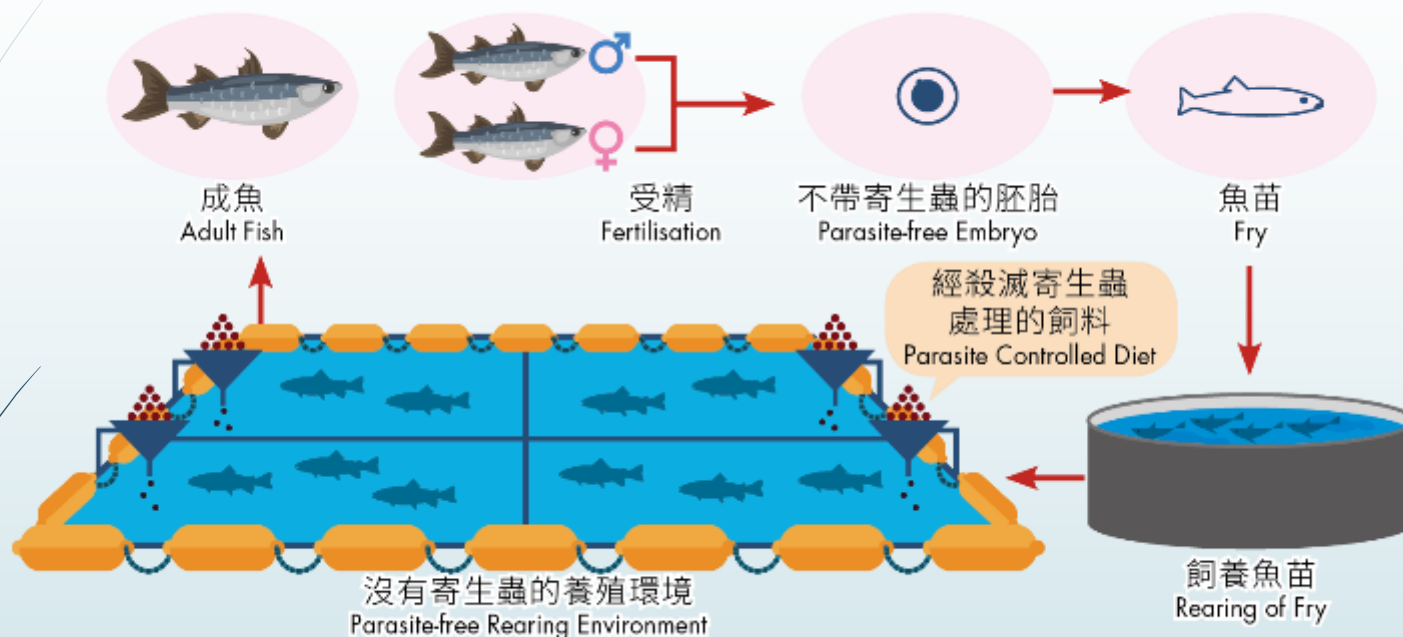 成魚
Adult Fish
受精
Fertilisation
不帶寄生蟲的胚胎
Parasite-free Embryo
魚苗
Fry
經殺滅寄生蟲
處理的飼料
Parasite Controlled Diet
沒有寄生蟲的養殖環境
Parasite-free Rearing Environment
飼養魚苗
Rearing of Fry